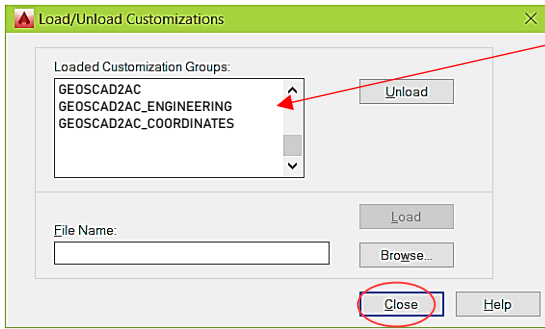 Load/Unload Customizations
Loaded Customization Groups:
GEOSCAD2AC
GEOSCAD2AC_ENGINEERING
GEOSCAD2AC_COORDINATES
Unload
Load
File Name:
Browse...
Close
Help